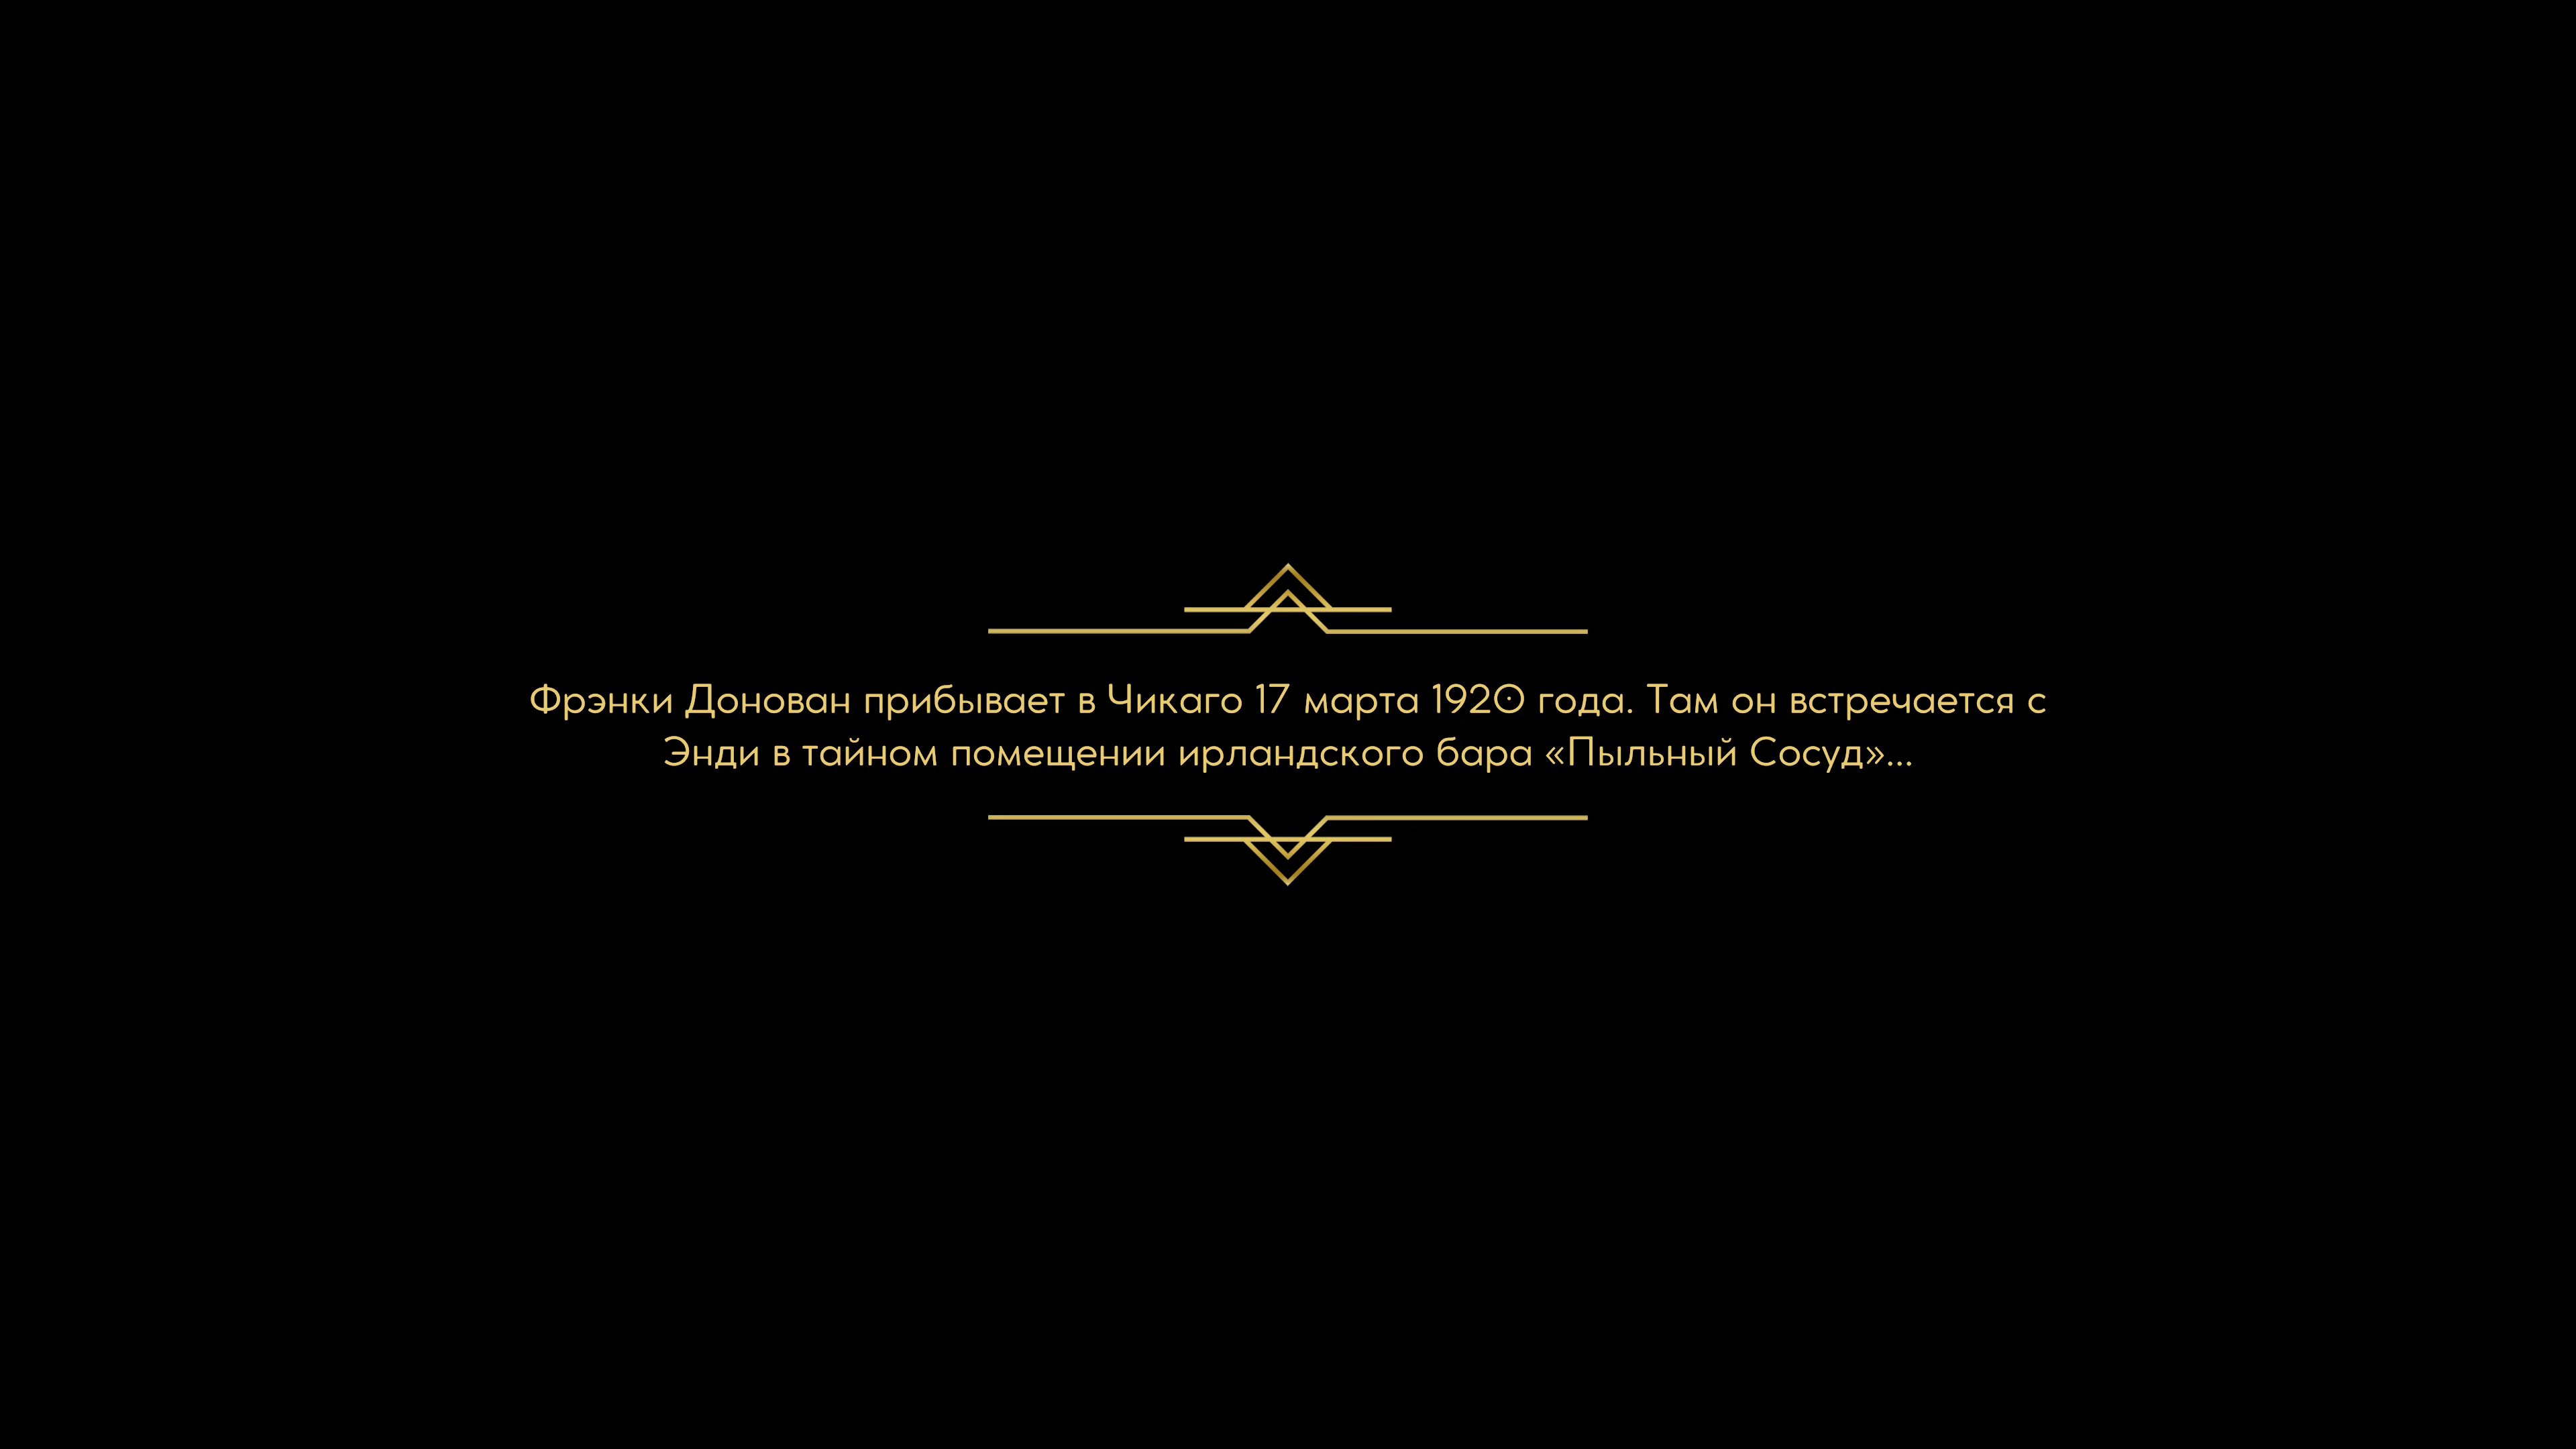 Фрэнки Донован прибывает в Чикаго 17 марта 1920 года. Там он встречается с
Энди в тайном помещении ирландского бара «Пыльный Сосуд»...